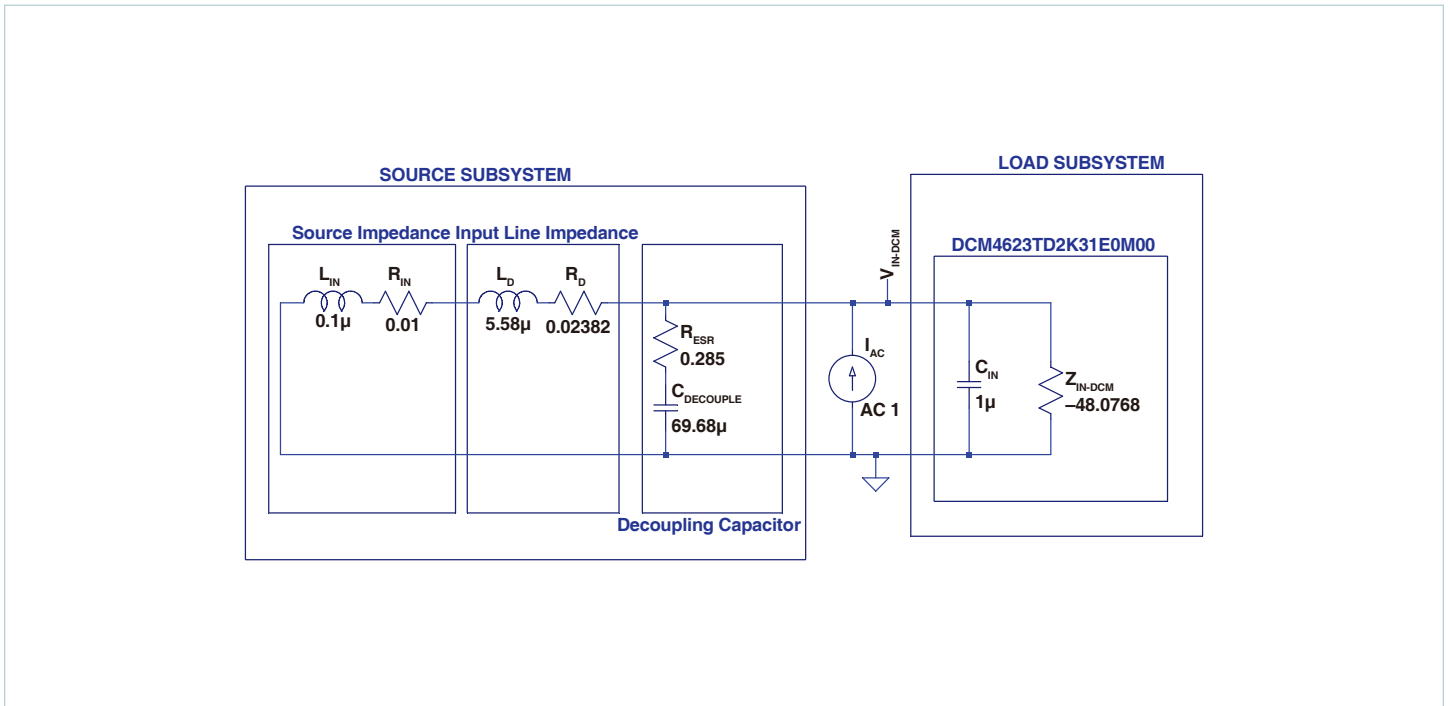 SOURCE SUBSYSTEM
LOAD SUBSYSTEM
Source Impedance
Input Line Impedance
DCM4623TD2K31E0M00
L_IN
0.1µ
R_IN
0.01
L_D
5.58µ
R_D
0.02382
R_ESR
0.285
C_DECOUPLE
69.68µ
Decoupling Capacitor
I_AC
AC 1
V_IN-DCM
C_IN
1µ
Z_IN-DCM
–48.0768